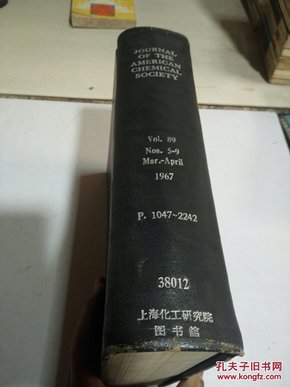 JOURNAL
OF THE
AMERICAN
CHEMICAL
SOCIETY
Vol. 89
Nos. 5-9
Mar.-April
1967
P. 1047~2242
38012
上海化工研究院
图书舘
孔夫子旧书网